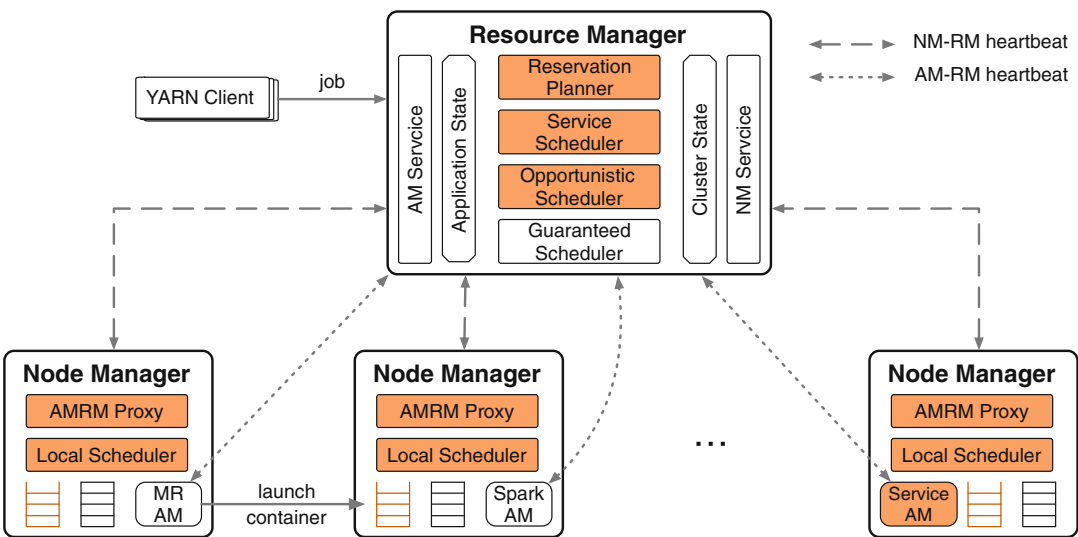 Resource Manager
NM-RM heartbeat
AM-RM heartbeat
YARN Client
job
AM Servcice
Application State
Reservation
Planner
Service
Scheduler
Opportunistic
Scheduler
Guaranteed
Scheduler
Cluster State
NM Servcice
Node Manager
AMRM Proxy
Local Scheduler
MR
AM
launch
container
Node Manager
AMRM Proxy
Local Scheduler
Spark
AM
...
Node Manager
AMRM Proxy
Local Scheduler
Service
AM